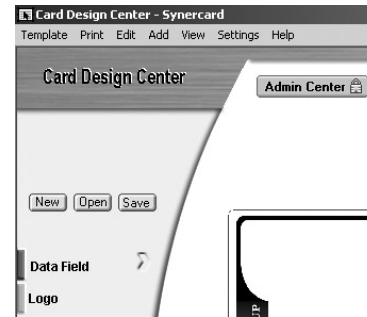 Card Design Center - Synercard
Template Print Edit Add View Settings Help
Card Design Center
Admin Center
New Open Save
Data Field
Logo
UP